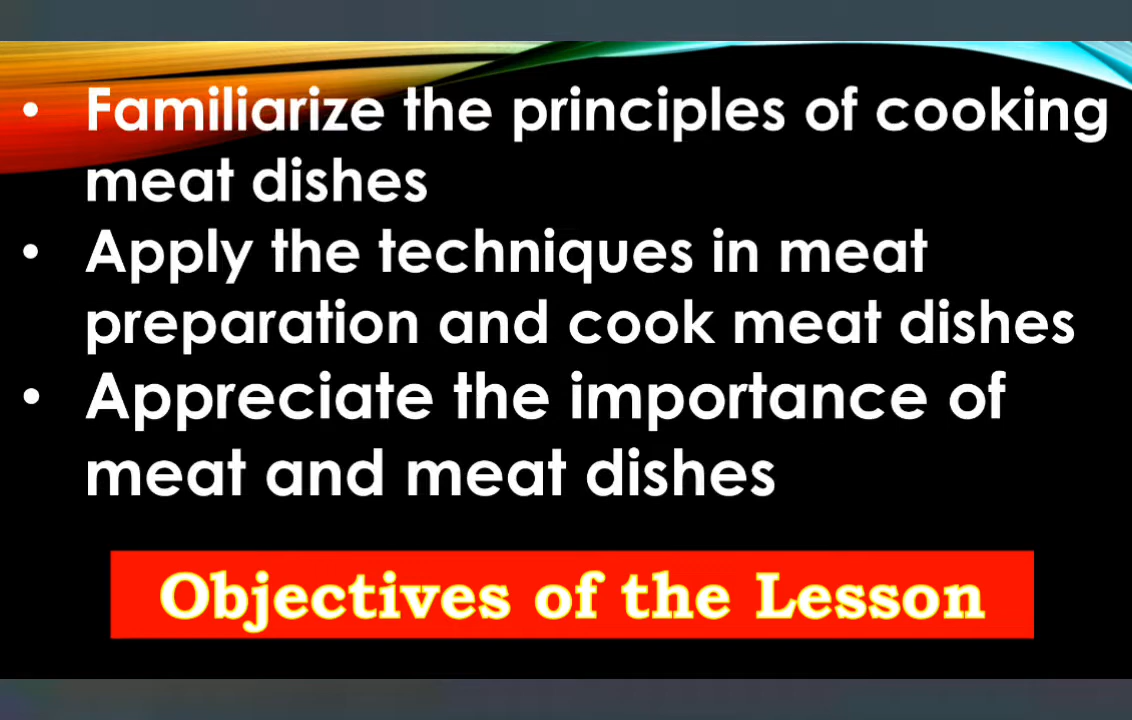 • Familiarize the principles of cooking
meat dishes
• Apply the techniques in meat
preparation and cook meat dishes
• Appreciate the importance of
meat and meat dishes
Objectives of the Lesson